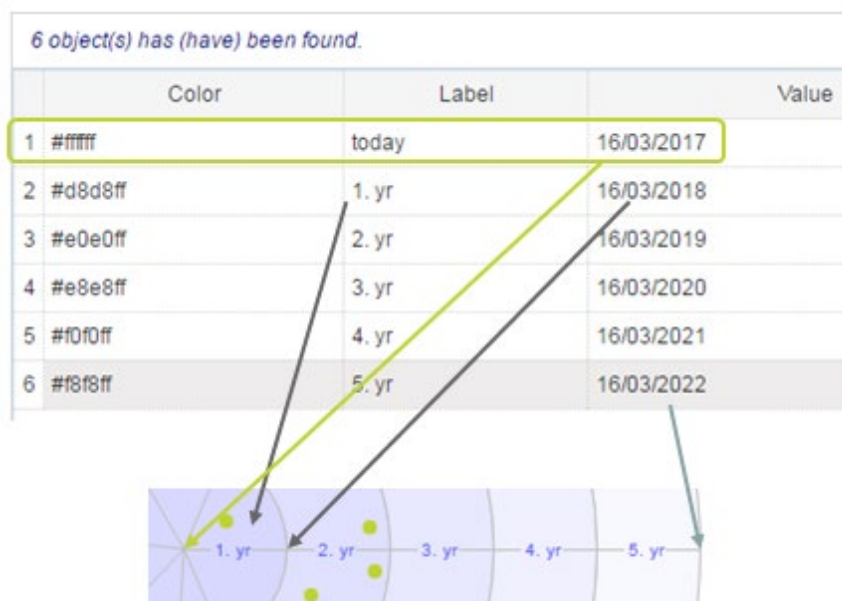 6 object(s) has (have) been found.
Color Label Value
1 #ffffff today 16/03/2017
2 #d8d8ff 1. yr 16/03/2018
3 #e0e0ff 2. yr 16/03/2019
4 #e8e8ff 3. yr 16/03/2020
5 #f0f0ff 4. yr 16/03/2021
6 #f8f8ff 5. yr 16/03/2022
1. yr 2. yr 3. yr 4. yr 5. yr